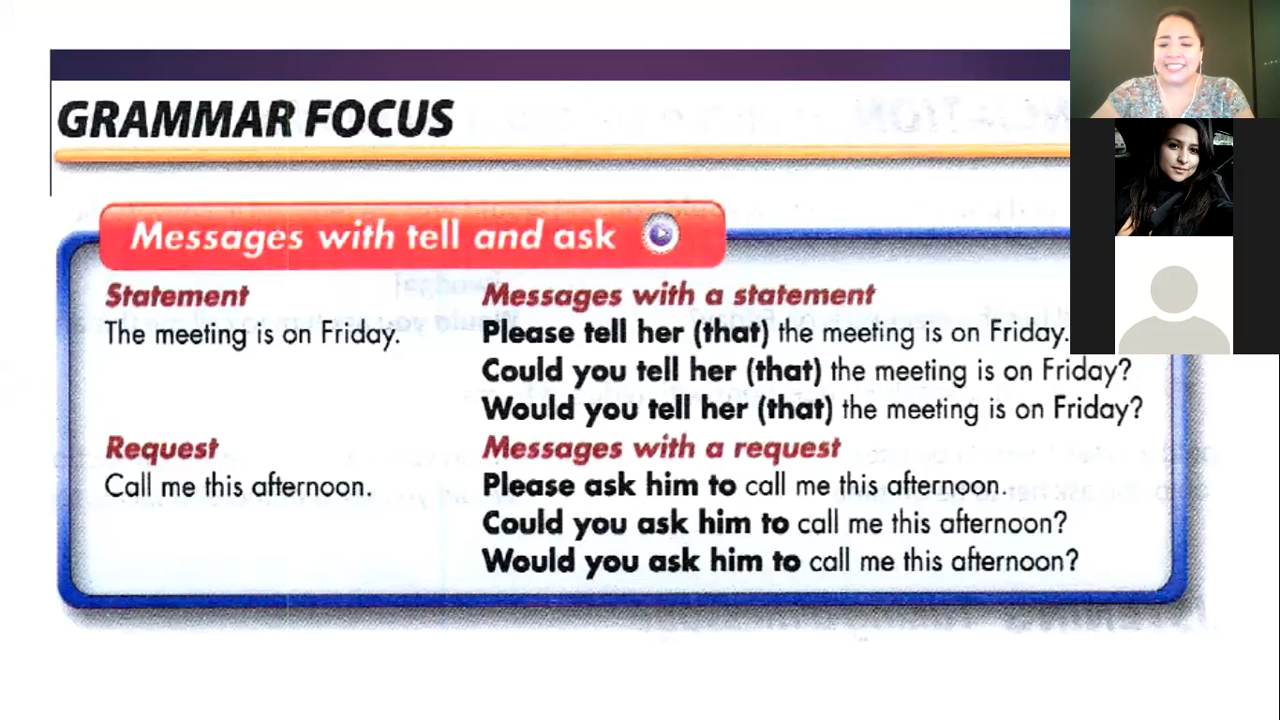 GRAMMAR FOCUS
Messages with tell and ask
Statement
The meeting is on Friday.
Messages with a statement
Please tell her (that) the meeting is on Friday.
Could you tell her (that) the meeting is on Friday?
Would you tell her (that) the meeting is on Friday?
Request
Call me this afternoon.
Messages with a request
Please ask him to call me this afternoon.
Could you ask him to call me this afternoon?
Would you ask him to call me this afternoon?